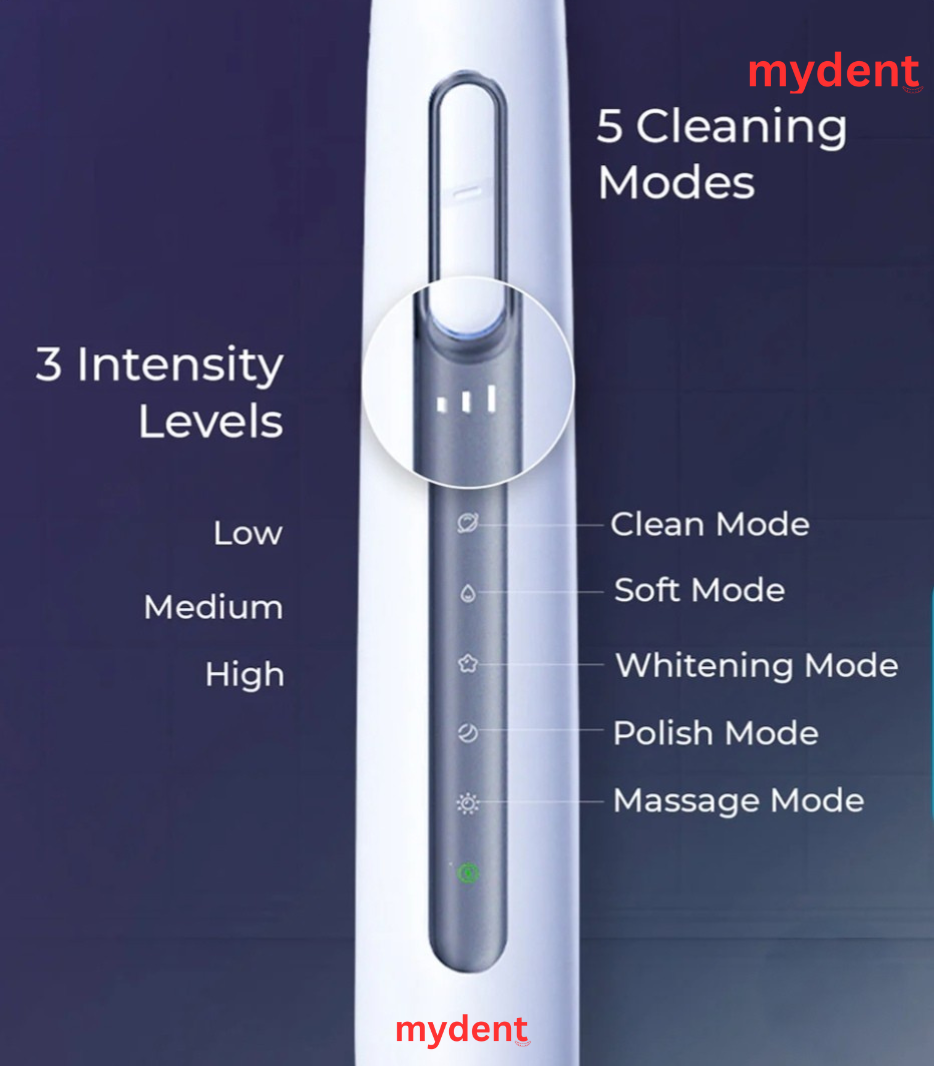 mydent
5 Cleaning
Modes
3 Intensity
Levels
Low
Medium
High
Clean Mode
Soft Mode
Whitening Mode
Polish Mode
Massage Mode
mydent